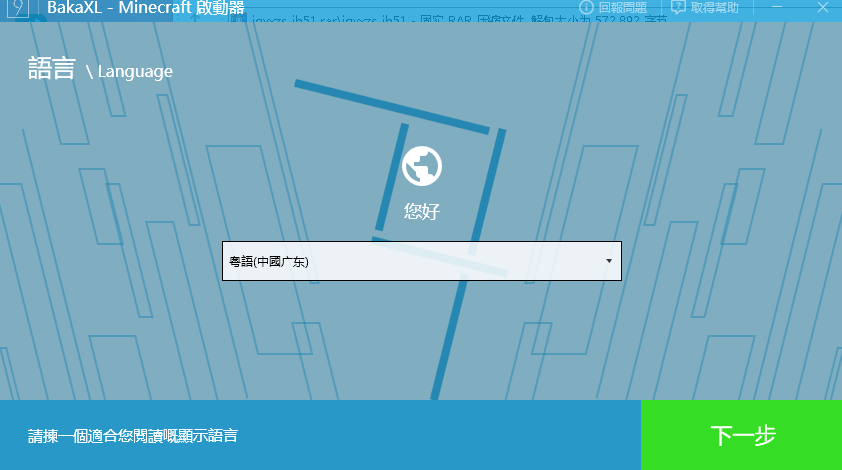 BakaXL - Minecraft 啟動器
回報問題
取得幫助
語言 \ Language
您好
粤語(中國广东)
請揀一個適合您閱讀嘅顯示語言
下一步